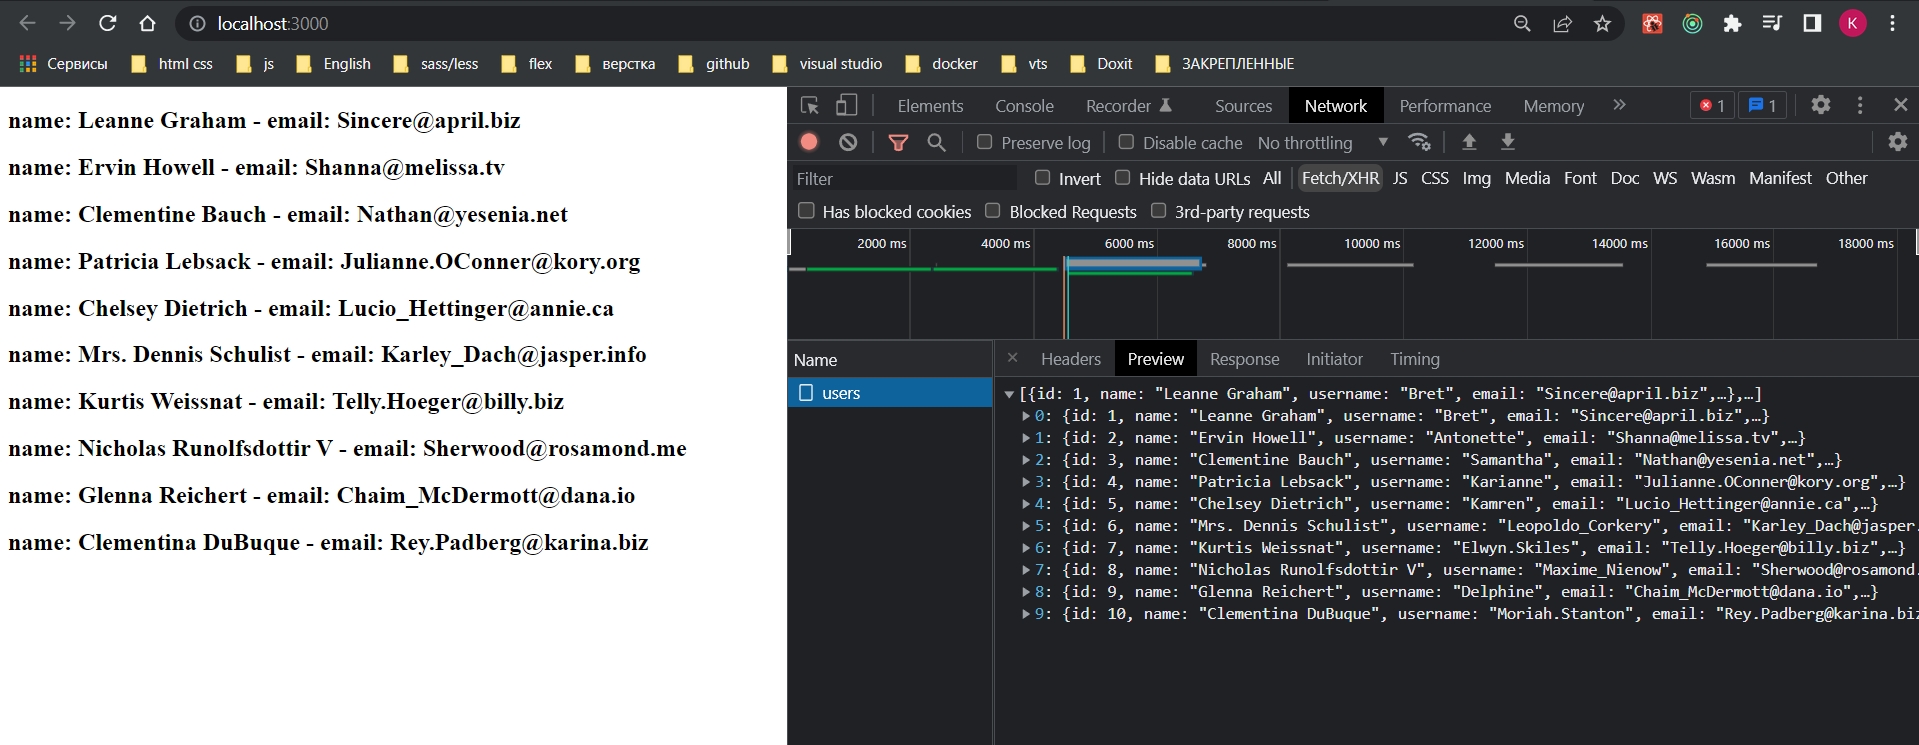 localhost:3000
K
Сервисы html css js English sass/less flex верстка github visual studio docker vts Doxit ЗАКРЕПЛЕННЫЕ
name: Leanne Graham - email: Sincere@april.biz
name: Ervin Howell - email: Shanna@melissa.tv
name: Clementine Bauch - email: Nathan@yesenia.net
name: Patricia Lebsack - email: Julianne.OConner@kory.org
name: Chelsey Dietrich - email: Lucio_Hettinger@annie.ca
name: Mrs. Dennis Schulist - email: Karley_Dach@jasper.info
name: Kurtis Weissnat - email: Telly.Hoeger@billy.biz
name: Nicholas Runolfsdottir V - email: Sherwood@rosamond.me
name: Glenna Reichert - email: Chaim_McDermott@dana.io
name: Clementina DuBuque - email: Rey.Padberg@karina.biz
Elements Console Recorder Sources Network Performance Memory » 1 1
Preserve log Disable cache No throttling
Filter Invert Hide data URLs All Fetch/XHR JS CSS Img Media Font Doc WS Wasm Manifest Other
Has blocked cookies Blocked Requests 3rd-party requests
2000 ms 4000 ms 6000 ms 8000 ms 10000 ms 12000 ms 14000 ms 16000 ms 18000 ms
Name
users
Headers Preview Response Initiator Timing
[{id: 1, name: "Leanne Graham", username: "Bret", email: "Sincere@april.biz",…},…]
0: {id: 1, name: "Leanne Graham", username: "Bret", email: "Sincere@april.biz",…}
1: {id: 2, name: "Ervin Howell", username: "Antonette", email: "Shanna@melissa.tv",…}
2: {id: 3, name: "Clementine Bauch", username: "Samantha", email: "Nathan@yesenia.net",…}
3: {id: 4, name: "Patricia Lebsack", username: "Karianne", email: "Julianne.OConner@kory.org",…}
4: {id: 5, name: "Chelsey Dietrich", username: "Kamren", email: "Lucio_Hettinger@annie.ca",…}
5: {id: 6, name: "Mrs. Dennis Schulist", username: "Leopoldo_Corkery", email: "Karley_Dach@jasper.
6: {id: 7, name: "Kurtis Weissnat", username: "Elwyn.Skiles", email: "Telly.Hoeger@billy.biz",…}
7: {id: 8, name: "Nicholas Runolfsdottir V", username: "Maxime_Nienow", email: "Sherwood@rosamond.
8: {id: 9, name: "Glenna Reichert", username: "Delphine", email: "Chaim_McDermott@dana.io",…}
9: {id: 10, name: "Clementina DuBuque", username: "Moriah.Stanton", email: "Rey.Padberg@karina.biz